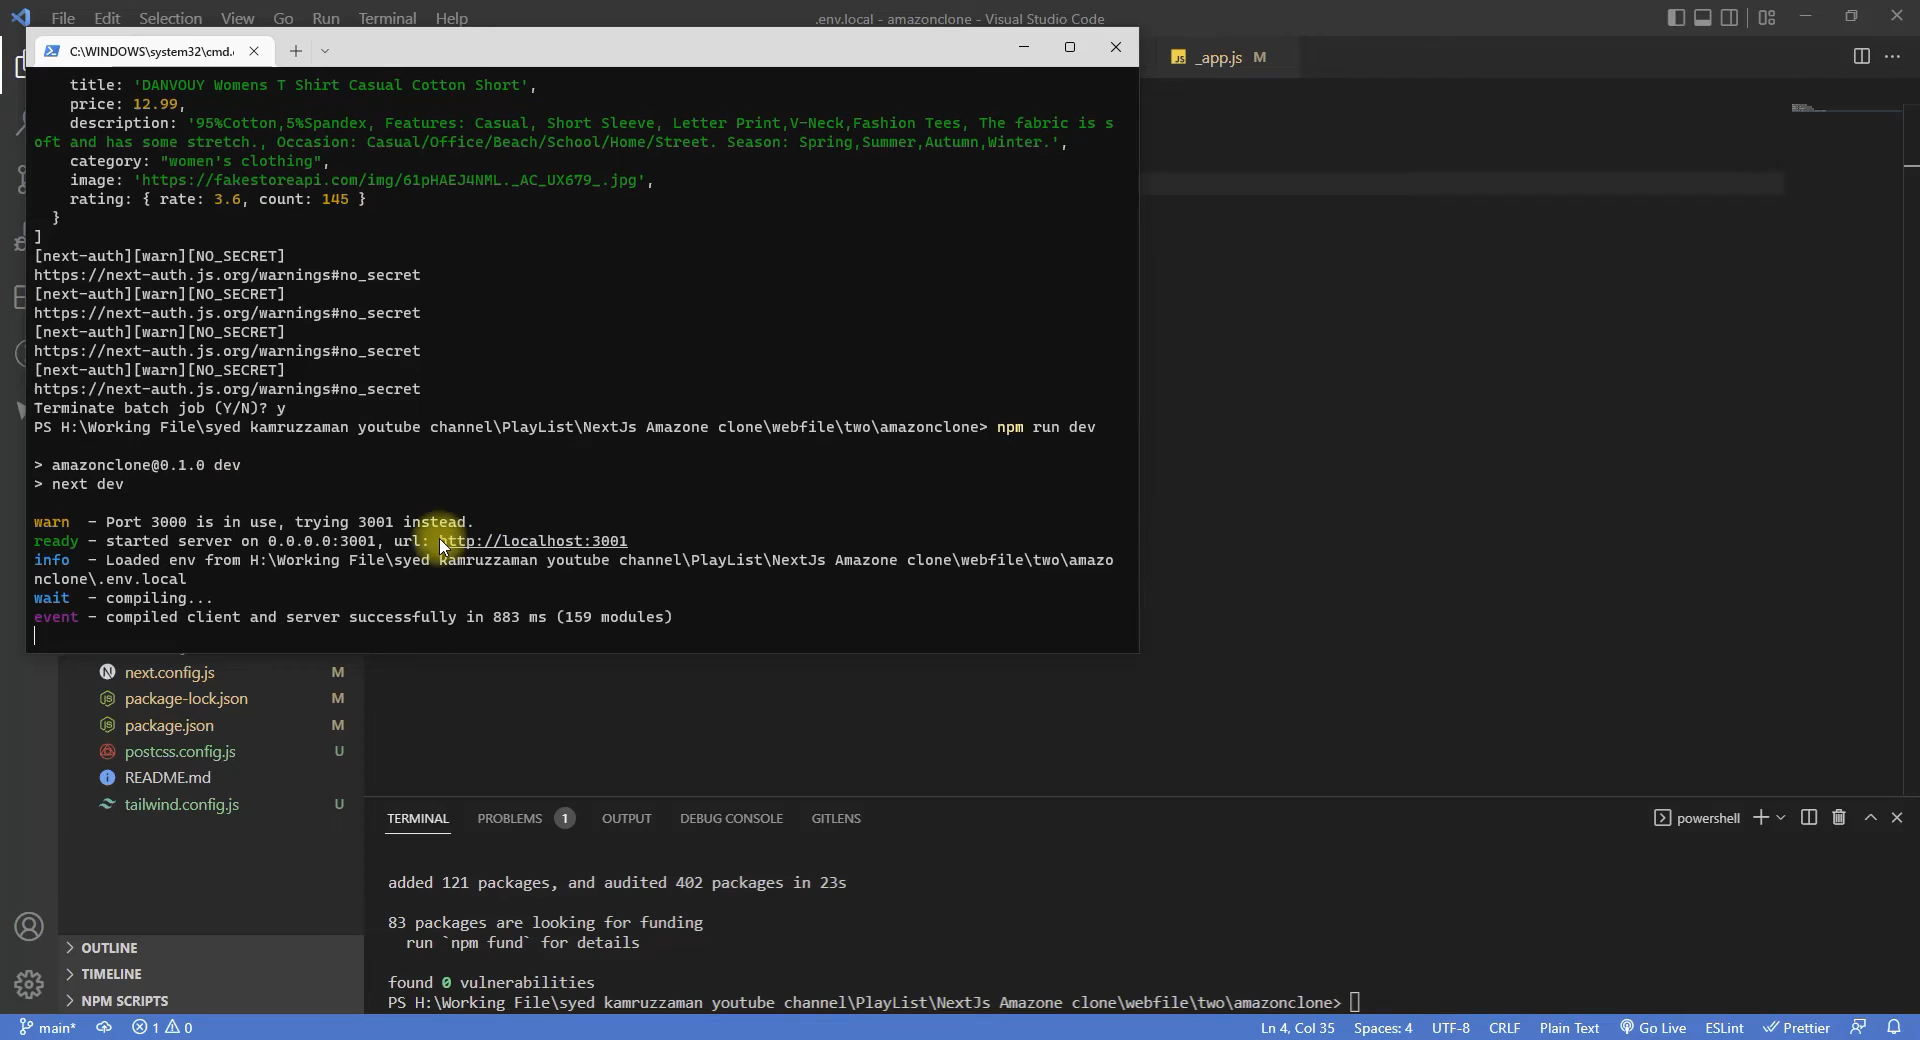 File Edit Selection View Go Run Terminal Help
.env.local - amazonclone - Visual Studio Code
C:\WINDOWS\system32\cmd.
_app.js M
title: 'DANVOUY Womens T Shirt Casual Cotton Short',
price: 12.99,
description: '95%Cotton,5%Spandex, Features: Casual, Short Sleeve, Letter Print,V-Neck,Fashion Tees, The fabric is s
oft and has some stretch., Occasion: Casual/Office/Beach/School/Home/Street. Season: Spring,Summer,Autumn,Winter.',
category: "women's clothing",
image: 'https://fakestoreapi.com/img/61pHAEJ4NML._AC_UX679_.jpg',
rating: { rate: 3.6, count: 145 }
}
]
[next-auth][warn][NO_SECRET]
https://next-auth.js.org/warnings#no_secret
[next-auth][warn][NO_SECRET]
https://next-auth.js.org/warnings#no_secret
[next-auth][warn][NO_SECRET]
https://next-auth.js.org/warnings#no_secret
[next-auth][warn][NO_SECRET]
https://next-auth.js.org/warnings#no_secret
Terminate batch job (Y/N)? y
PS H:\Working File\syed kamruzzaman youtube channel\PlayList\NextJs Amazone clone\webfile\two\amazonclone> npm run dev
> amazonclone@0.1.0 dev
> next dev
warn - Port 3000 is in use, trying 3001 instead.
ready - started server on 0.0.0.0:3001, url: http://localhost:3001
info - Loaded env from H:\Working File\syed kamruzzaman youtube channel\PlayList\NextJs Amazone clone\webfile\two\amazo
nclone\.env.local
wait - compiling...
event - compiled client and server successfully in 883 ms (159 modules)
next.config.js M
package-lock.json M
package.json M
postcss.config.js U
README.md
tailwind.config.js U
OUTLINE
TIMELINE
NPM SCRIPTS
TERMINAL PROBLEMS 1 OUTPUT DEBUG CONSOLE GITLENS
powershell
added 121 packages, and audited 402 packages in 23s
83 packages are looking for funding
run `npm fund` for details
found 0 vulnerabilities
PS H:\Working File\syed kamruzzaman youtube channel\PlayList\NextJs Amazone clone\webfile\two\amazonclone>
main* 1 0
Ln 4, Col 35 Spaces: 4 UTF-8 CRLF Plain Text Go Live ESLint Prettier